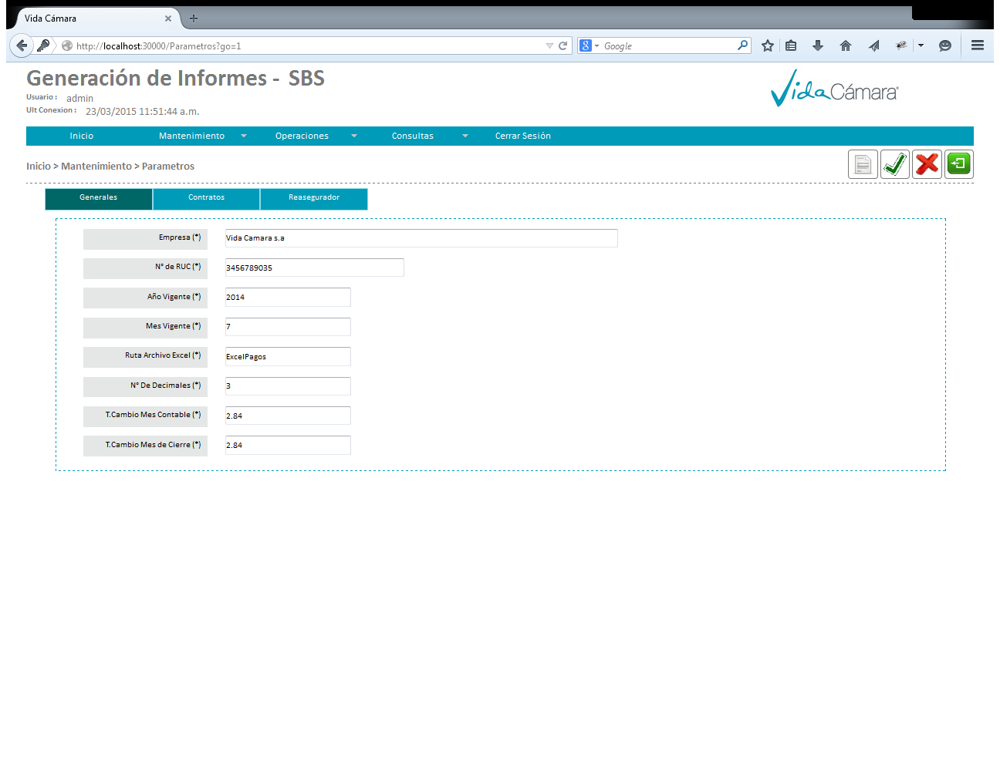 Vida Cámara
http://localhost:30000/Parametros?go=1
Google
Generación de Informes - SBS
Usuario : admin
Ult Conexion : 23/03/2015 11:51:44 a.m.
Vida Cámara®
Inicio Mantenimiento Operaciones Consultas Cerrar Sesión
Inicio > Mantenimiento > Parametros
Generales Contratos Reasegurador
Empresa (*) Vida Camara s.a
N° de RUC (*) 3456789035
Año Vigente (*) 2014
Mes Vigente (*) 7
Ruta Archivo Excel (*) ExcelPagos
N° De Decimales (*) 3
T.Cambio Mes Contable (*) 2.84
T.Cambio Mes de Cierre (*) 2.84